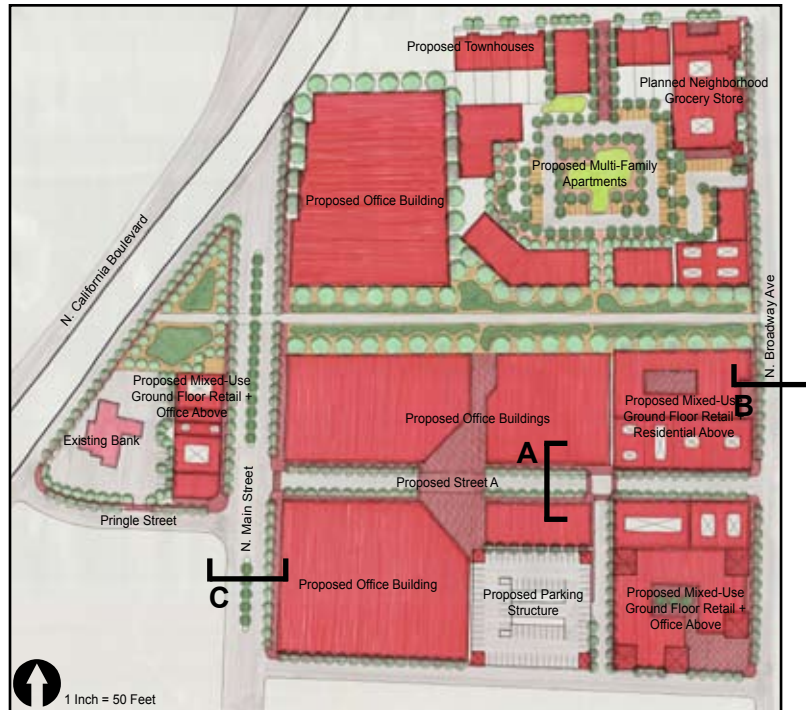 Proposed Townhouses
Planned Neighborhood
Grocery Store
Proposed Multi-Family
Apartments
Proposed Office Building
N. California Boulevard
N. Broadway Ave
Proposed Mixed-Use
Ground Floor Retail +
Office Above
Existing Bank
Proposed Office Buildings
Proposed Mixed-Use
Ground Floor Retail +
Residential Above
B
A
Proposed Street A
Pringle Street
N. Main Street
C
Proposed Office Building
Proposed Parking
Structure
Proposed Mixed-Use
Ground Floor Retail +
Office Above
1 Inch = 50 Feet